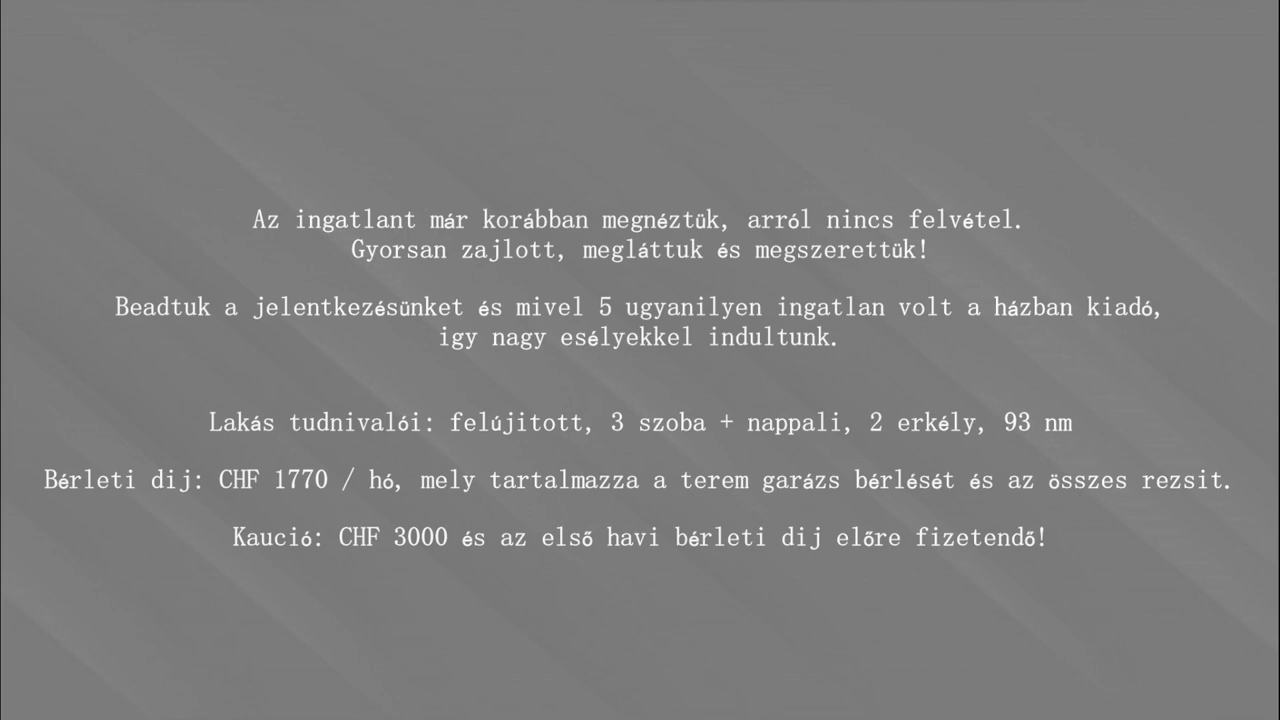 Az ingatlant már korábban megnéztük, arról nincs felvétel.
Gyorsan zajlott, megláttuk és megszerettük!
Beadtuk a jelentkezésünket és mivel 5 ugyanilyen ingatlan volt a házban kiadó,
igy nagy esélyekkel indultunk.
Lakás tudnivalói: felújitott, 3 szoba + nappali, 2 erkély, 93 nm
Bérleti dij: CHF 1770 / hó, mely tartalmazza a terem garázs bérlését és az összes rezsit.
Kaució: CHF 3000 és az első havi bérleti dij előre fizetendő!